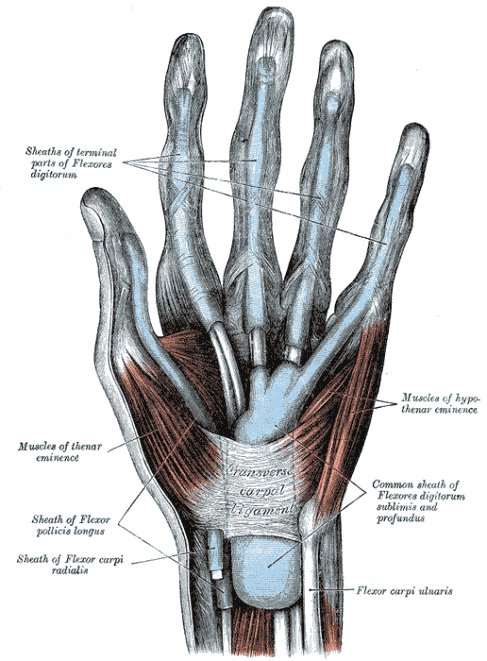 Sheaths of terminal
parts of Flexores
digitorum
Muscles of hypo-
thenar eminence
Muscles of thenar
eminence
Transverse
carpal
ligament
Common sheath of
Flexores digitorum
sublimis and
profundus
Sheath of Flexor
pollicis longus
Sheath of Flexor carpi
radialis
Flexor carpi ulnaris